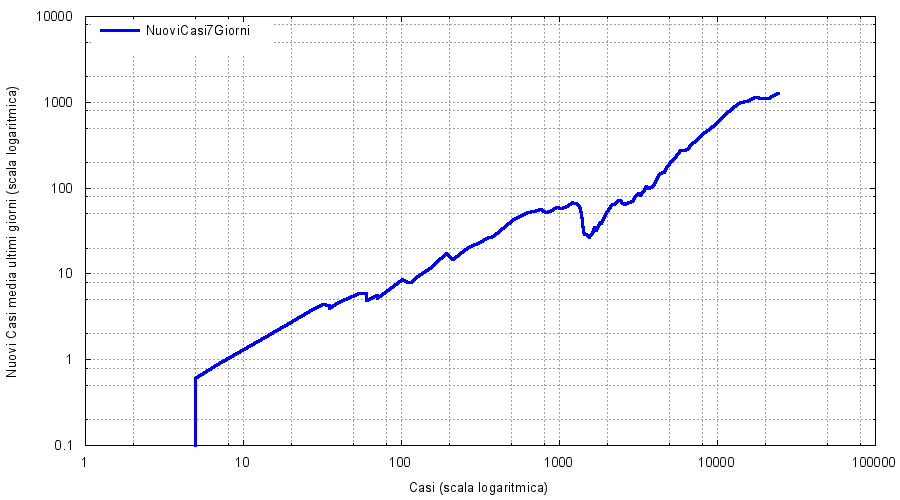 10000
NuoviCasi7Giorni
1000
100
10
1
0.1
Nuovi Casi media ultimi giorni (scala logaritmica)
1 10 100 1000 10000 100000
Casi (scala logaritmica)